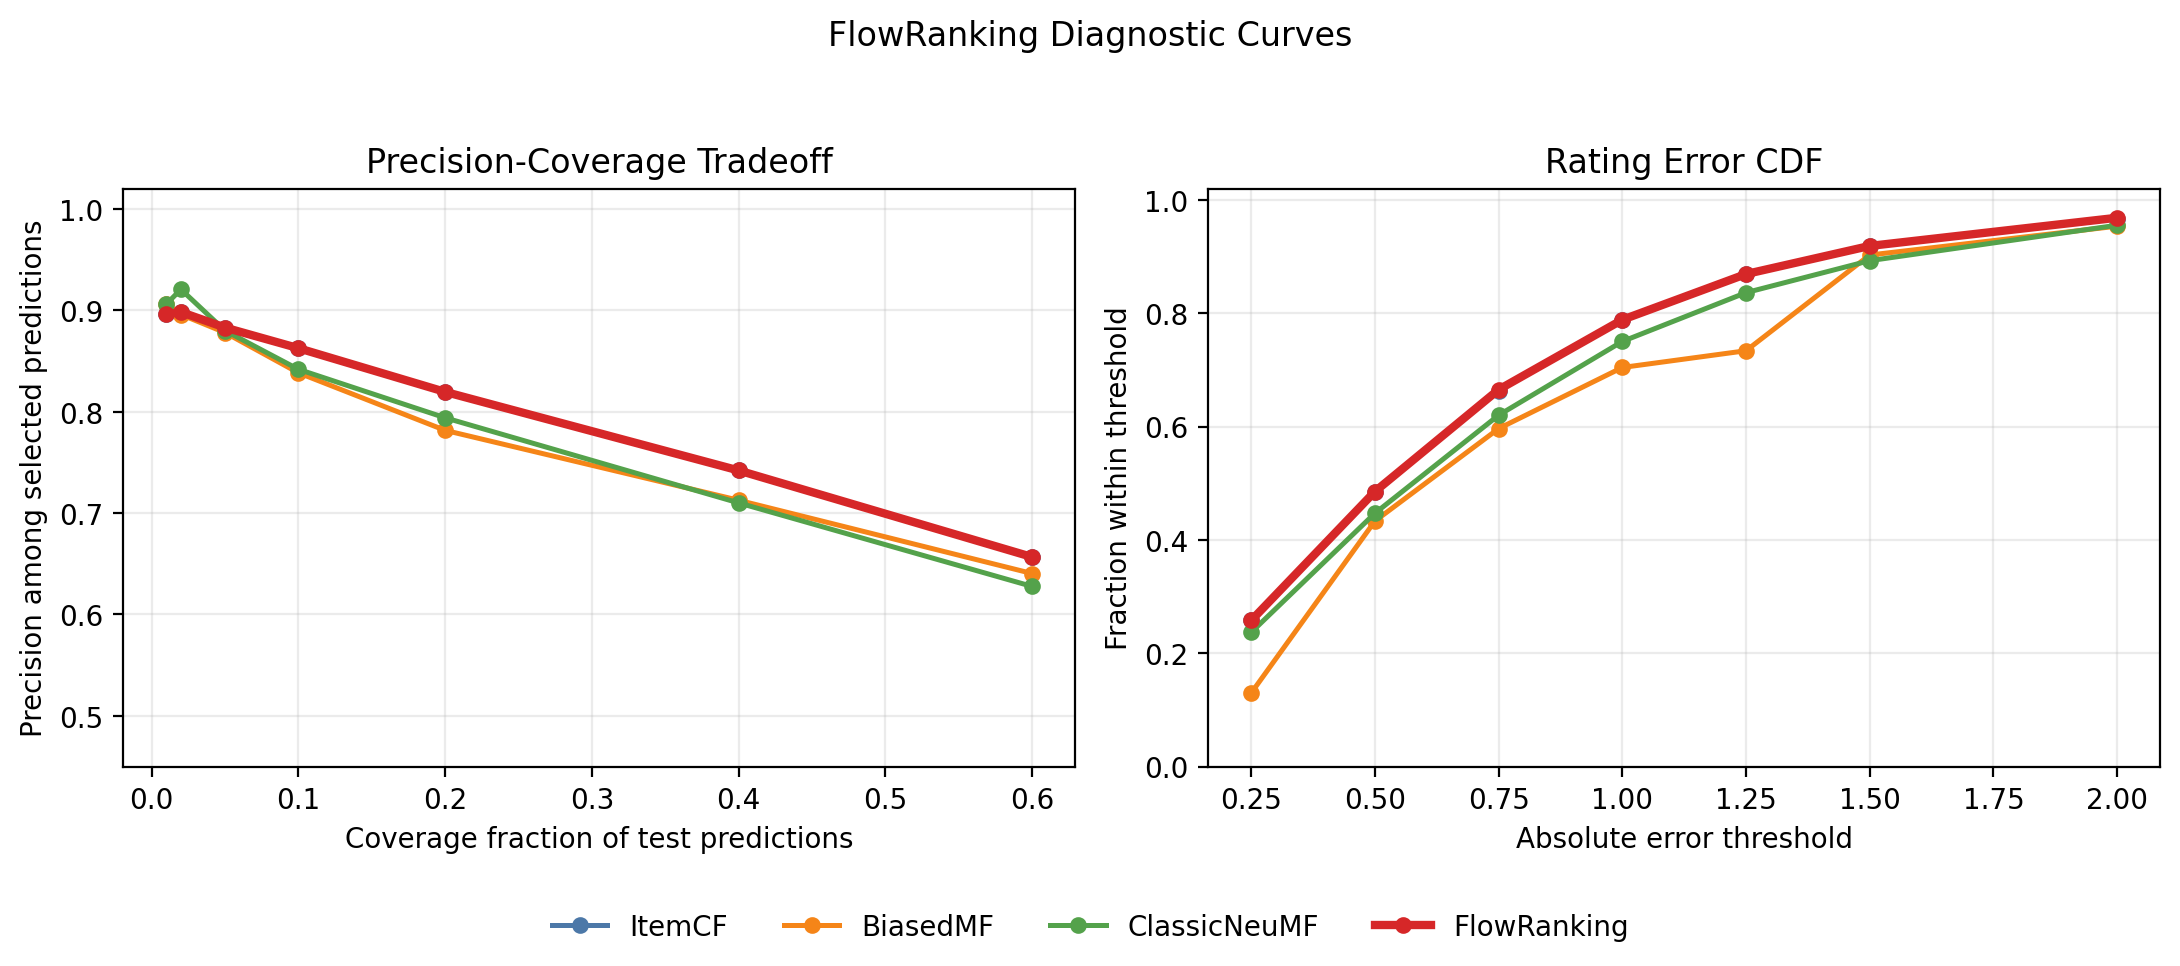 FlowRanking Diagnostic Curves
Precision-Coverage Tradeoff
Precision among selected predictions
1.0
0.9
0.8
0.7
0.6
0.5
0.0 0.1 0.2 0.3 0.4 0.5 0.6
Coverage fraction of test predictions
Rating Error CDF
Fraction within threshold
1.0
0.8
0.6
0.4
0.2
0.0
0.25 0.50 0.75 1.00 1.25 1.50 1.75 2.00
Absolute error threshold
ItemCF BiasedMF ClassicNeuMF FlowRanking